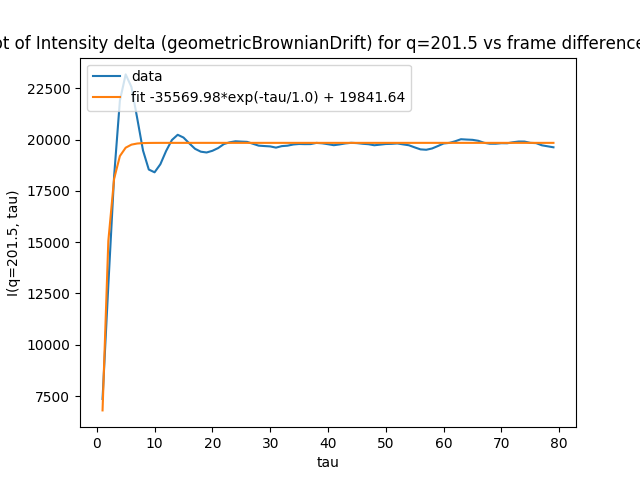 ot of Intensity delta (geometricBrownianDrift) for q=201.5 vs frame difference
data
fit -35569.98*exp(-tau/1.0) + 19841.64
22500
20000
17500
15000
12500
10000
7500
I(q=201.5, tau)
0 10 20 30 40 50 60 70 80
tau